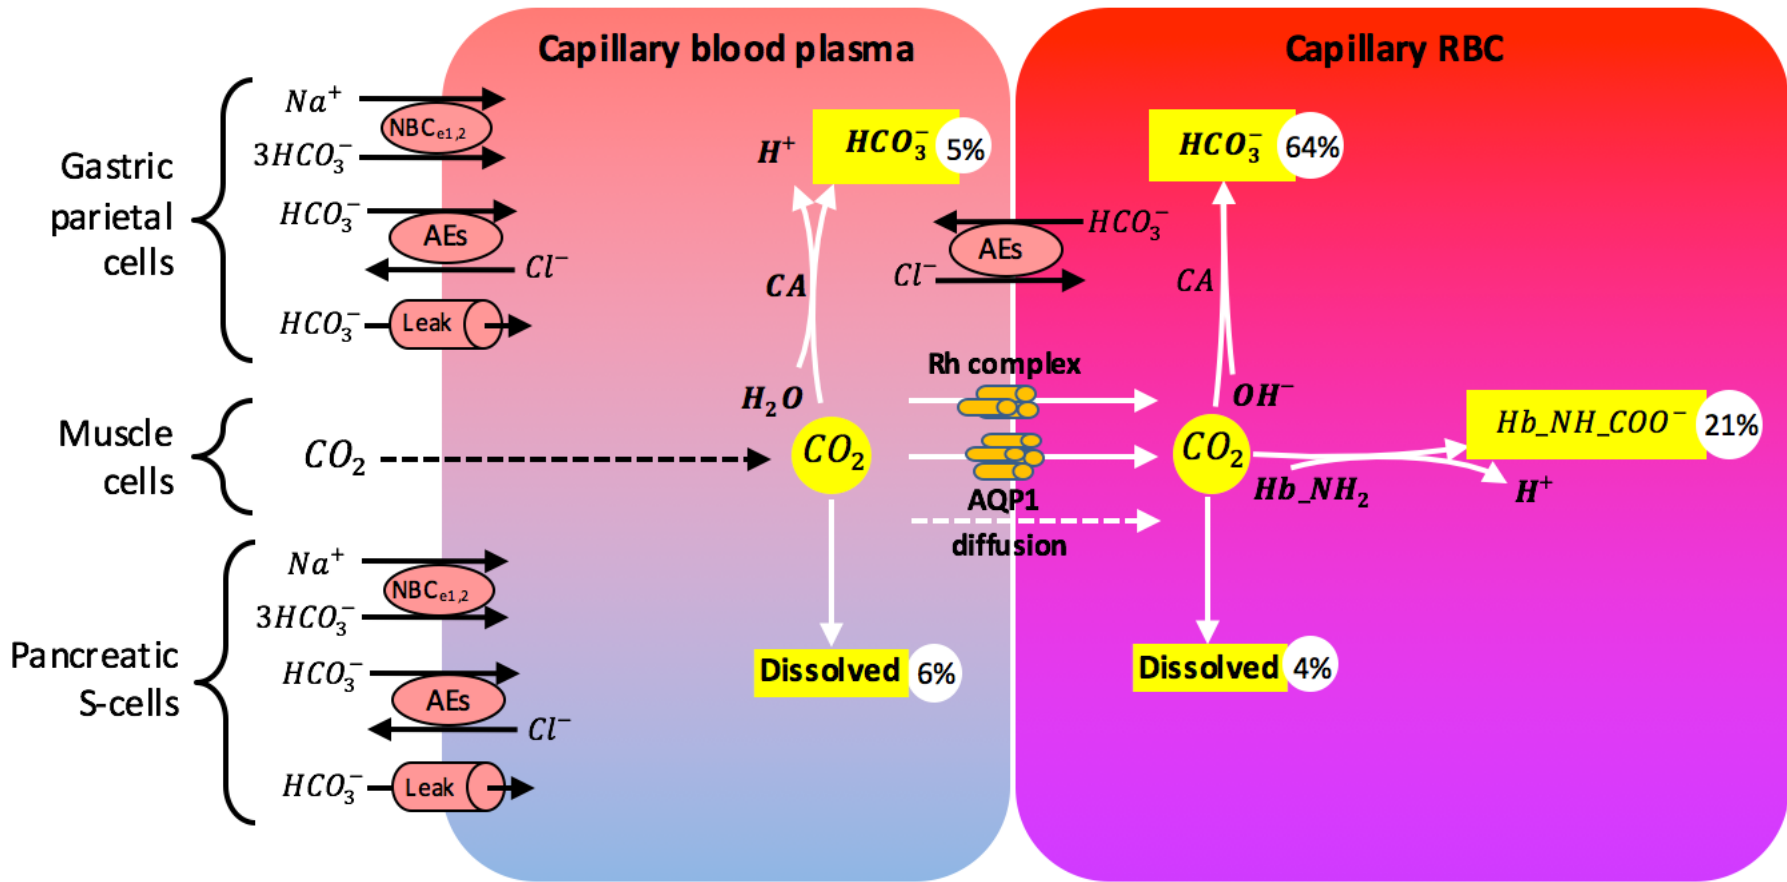 Capillary blood plasma
Capillary RBC
Gastric
parietal
cells
Na⁺
NBCe1,2
3HCO₃⁻
HCO₃⁻
AEs
Cl⁻
HCO₃⁻
Leak
Muscle
cells
CO₂
Pancreatic
S-cells
Na⁺
NBCe1,2
3HCO₃⁻
HCO₃⁻
AEs
Cl⁻
HCO₃⁻
Leak
H⁺
HCO₃⁻ 5%
CA
H₂O
CO₂
Dissolved 6%
HCO₃⁻
AEs
Cl⁻
Rh complex
AQP1
diffusion
HCO₃⁻ 64%
CA
OH⁻
CO₂
Hb_NH₂
Hb_NH_COO⁻ 21%
H⁺
Dissolved 4%